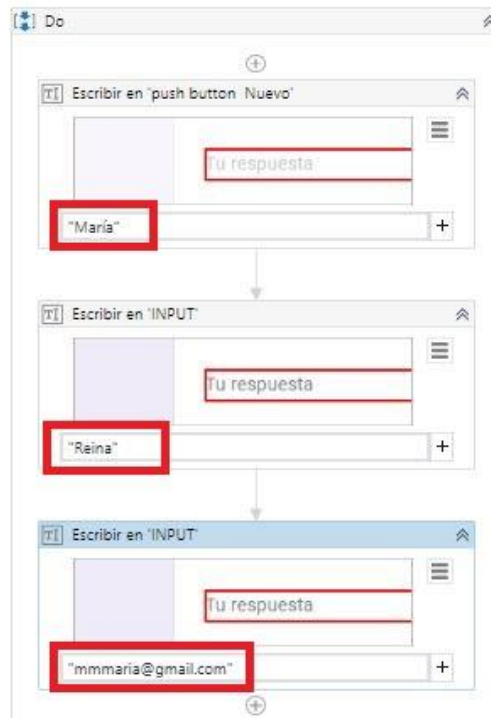 Do
Escribir en 'push button Nuevo'
Tu respuesta
"María"
Escribir en 'INPUT'
Tu respuesta
"Reina"
Escribir en 'INPUT'
Tu respuesta
"mmmaria@gmail.com"